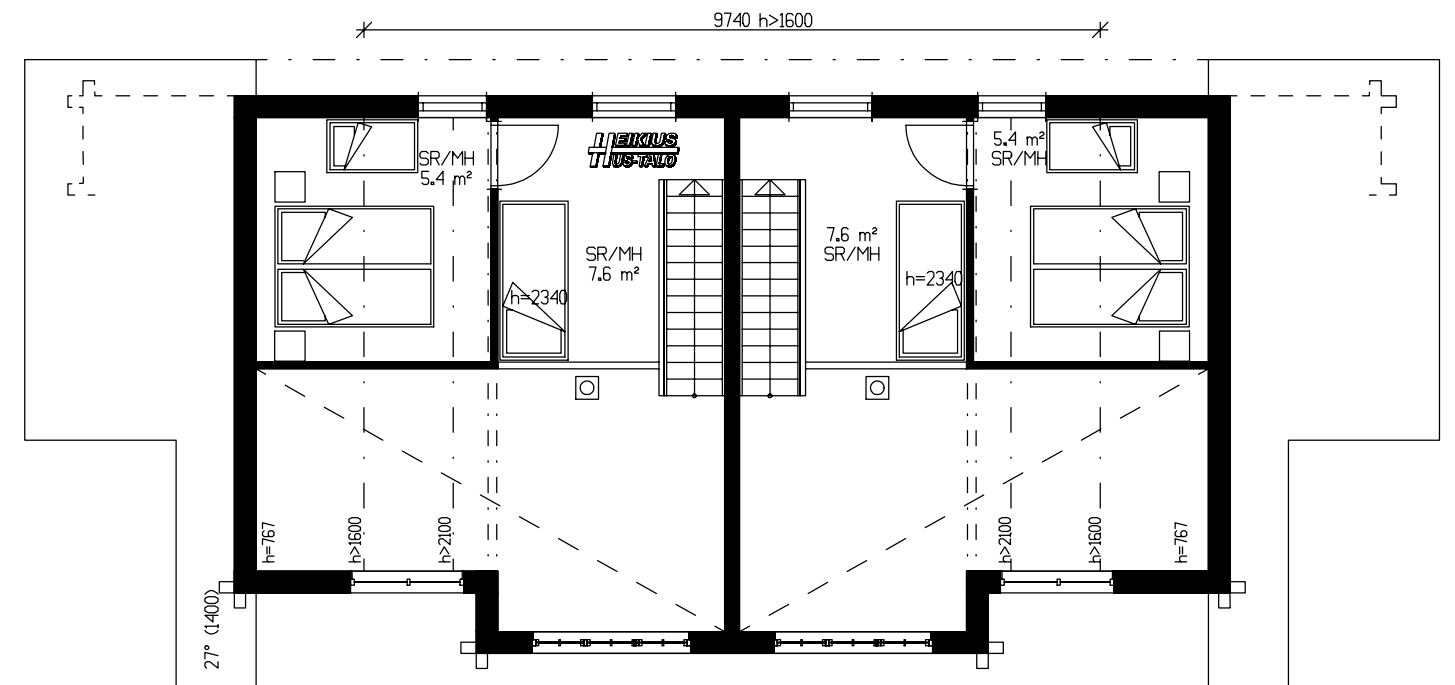 9740 h>1600
SR/MH
5.4 m²
HEIKIUS
HUS-TALO
5.4 m²
SR/MH
SR/MH
7.6 m²
7.6 m²
SR/MH
h=2340
h=2340
h=767
h>1600
h>2100
h>2100
h>1600
h=767
27° (1400)